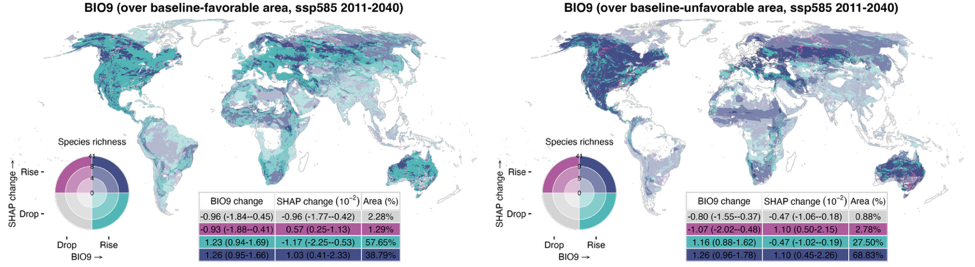 BIO9 (over baseline-favorable area, ssp585 2011-2040)
Species richness
4
0
SHAP change →
Rise
Drop
Drop
Rise
BIO9 →
BIO9 change SHAP change (10⁻²) Area (%)
-0.96 (-1.84--0.45) -0.96 (-1.77--0.42) 2.28%
-0.93 (-1.88--0.41) 0.57 (0.25-1.13) 1.29%
1.23 (0.94-1.69) -1.17 (-2.25--0.53) 57.65%
1.26 (0.95-1.66) 1.03 (0.41-2.33) 38.79%
BIO9 (over baseline-unfavorable area, ssp585 2011-2040)
Species richness
4
0
SHAP change →
Rise
Drop
Drop
Rise
BIO9 →
BIO9 change SHAP change (10⁻²) Area (%)
-0.80 (-1.55--0.37) -0.47 (-1.06--0.18) 0.88%
-1.07 (-2.02--0.48) 1.10 (0.50-2.15) 2.78%
1.16 (0.88-1.62) -0.47 (-1.02--0.19) 27.50%
1.26 (0.96-1.78) 1.10 (0.45-2.26) 68.83%